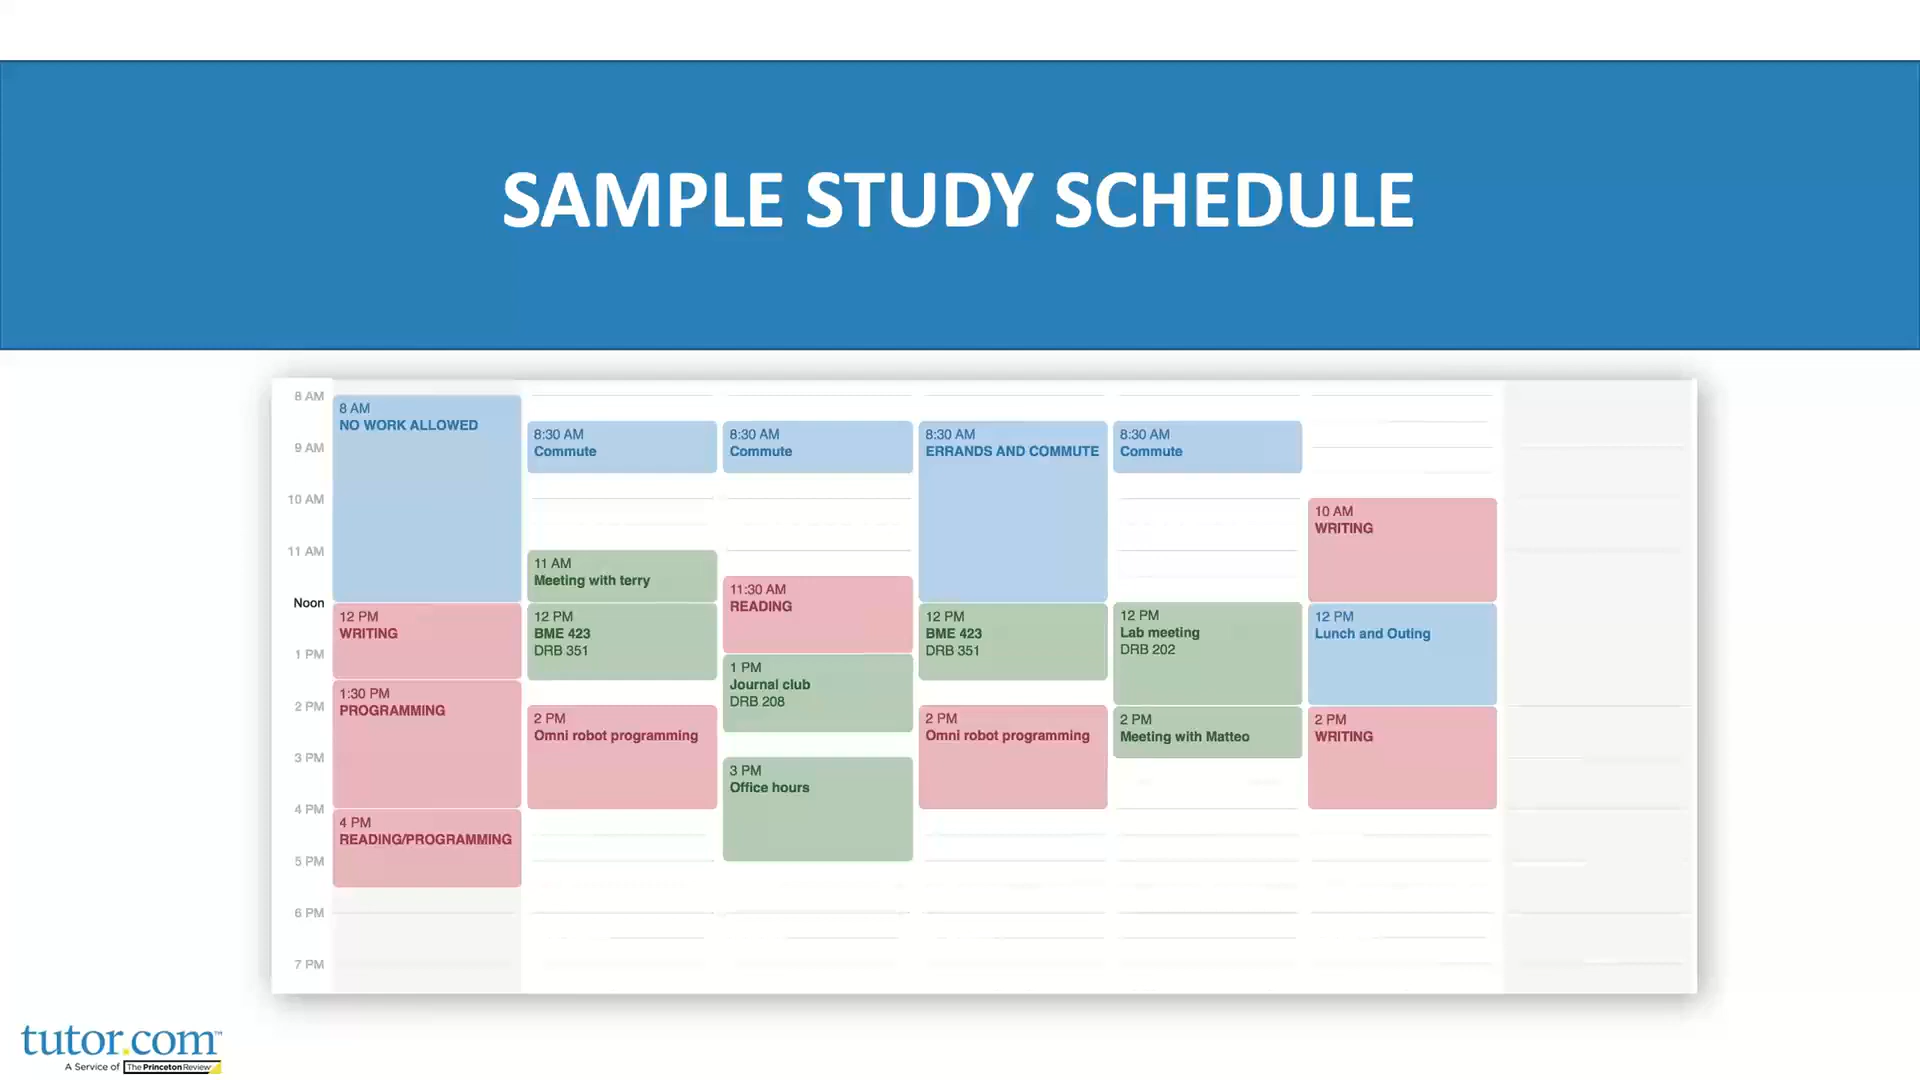 SAMPLE STUDY SCHEDULE
8 AM
9 AM
10 AM
11 AM
Noon
1 PM
2 PM
3 PM
4 PM
5 PM
6 PM
7 PM
8 AM
NO WORK ALLOWED
12 PM
WRITING
1:30 PM
PROGRAMMING
4 PM
READING/PROGRAMMING
8:30 AM
Commute
11 AM
Meeting with terry
12 PM
BME 423
DRB 351
2 PM
Omni robot programming
8:30 AM
Commute
11:30 AM
READING
1 PM
Journal club
DRB 208
3 PM
Office hours
8:30 AM
ERRANDS AND COMMUTE
12 PM
BME 423
DRB 351
2 PM
Omni robot programming
8:30 AM
Commute
12 PM
Lab meeting
DRB 202
2 PM
Meeting with Matteo
10 AM
WRITING
12 PM
Lunch and Outing
2 PM
WRITING
tutor.com™
A Service of The Princeton Review